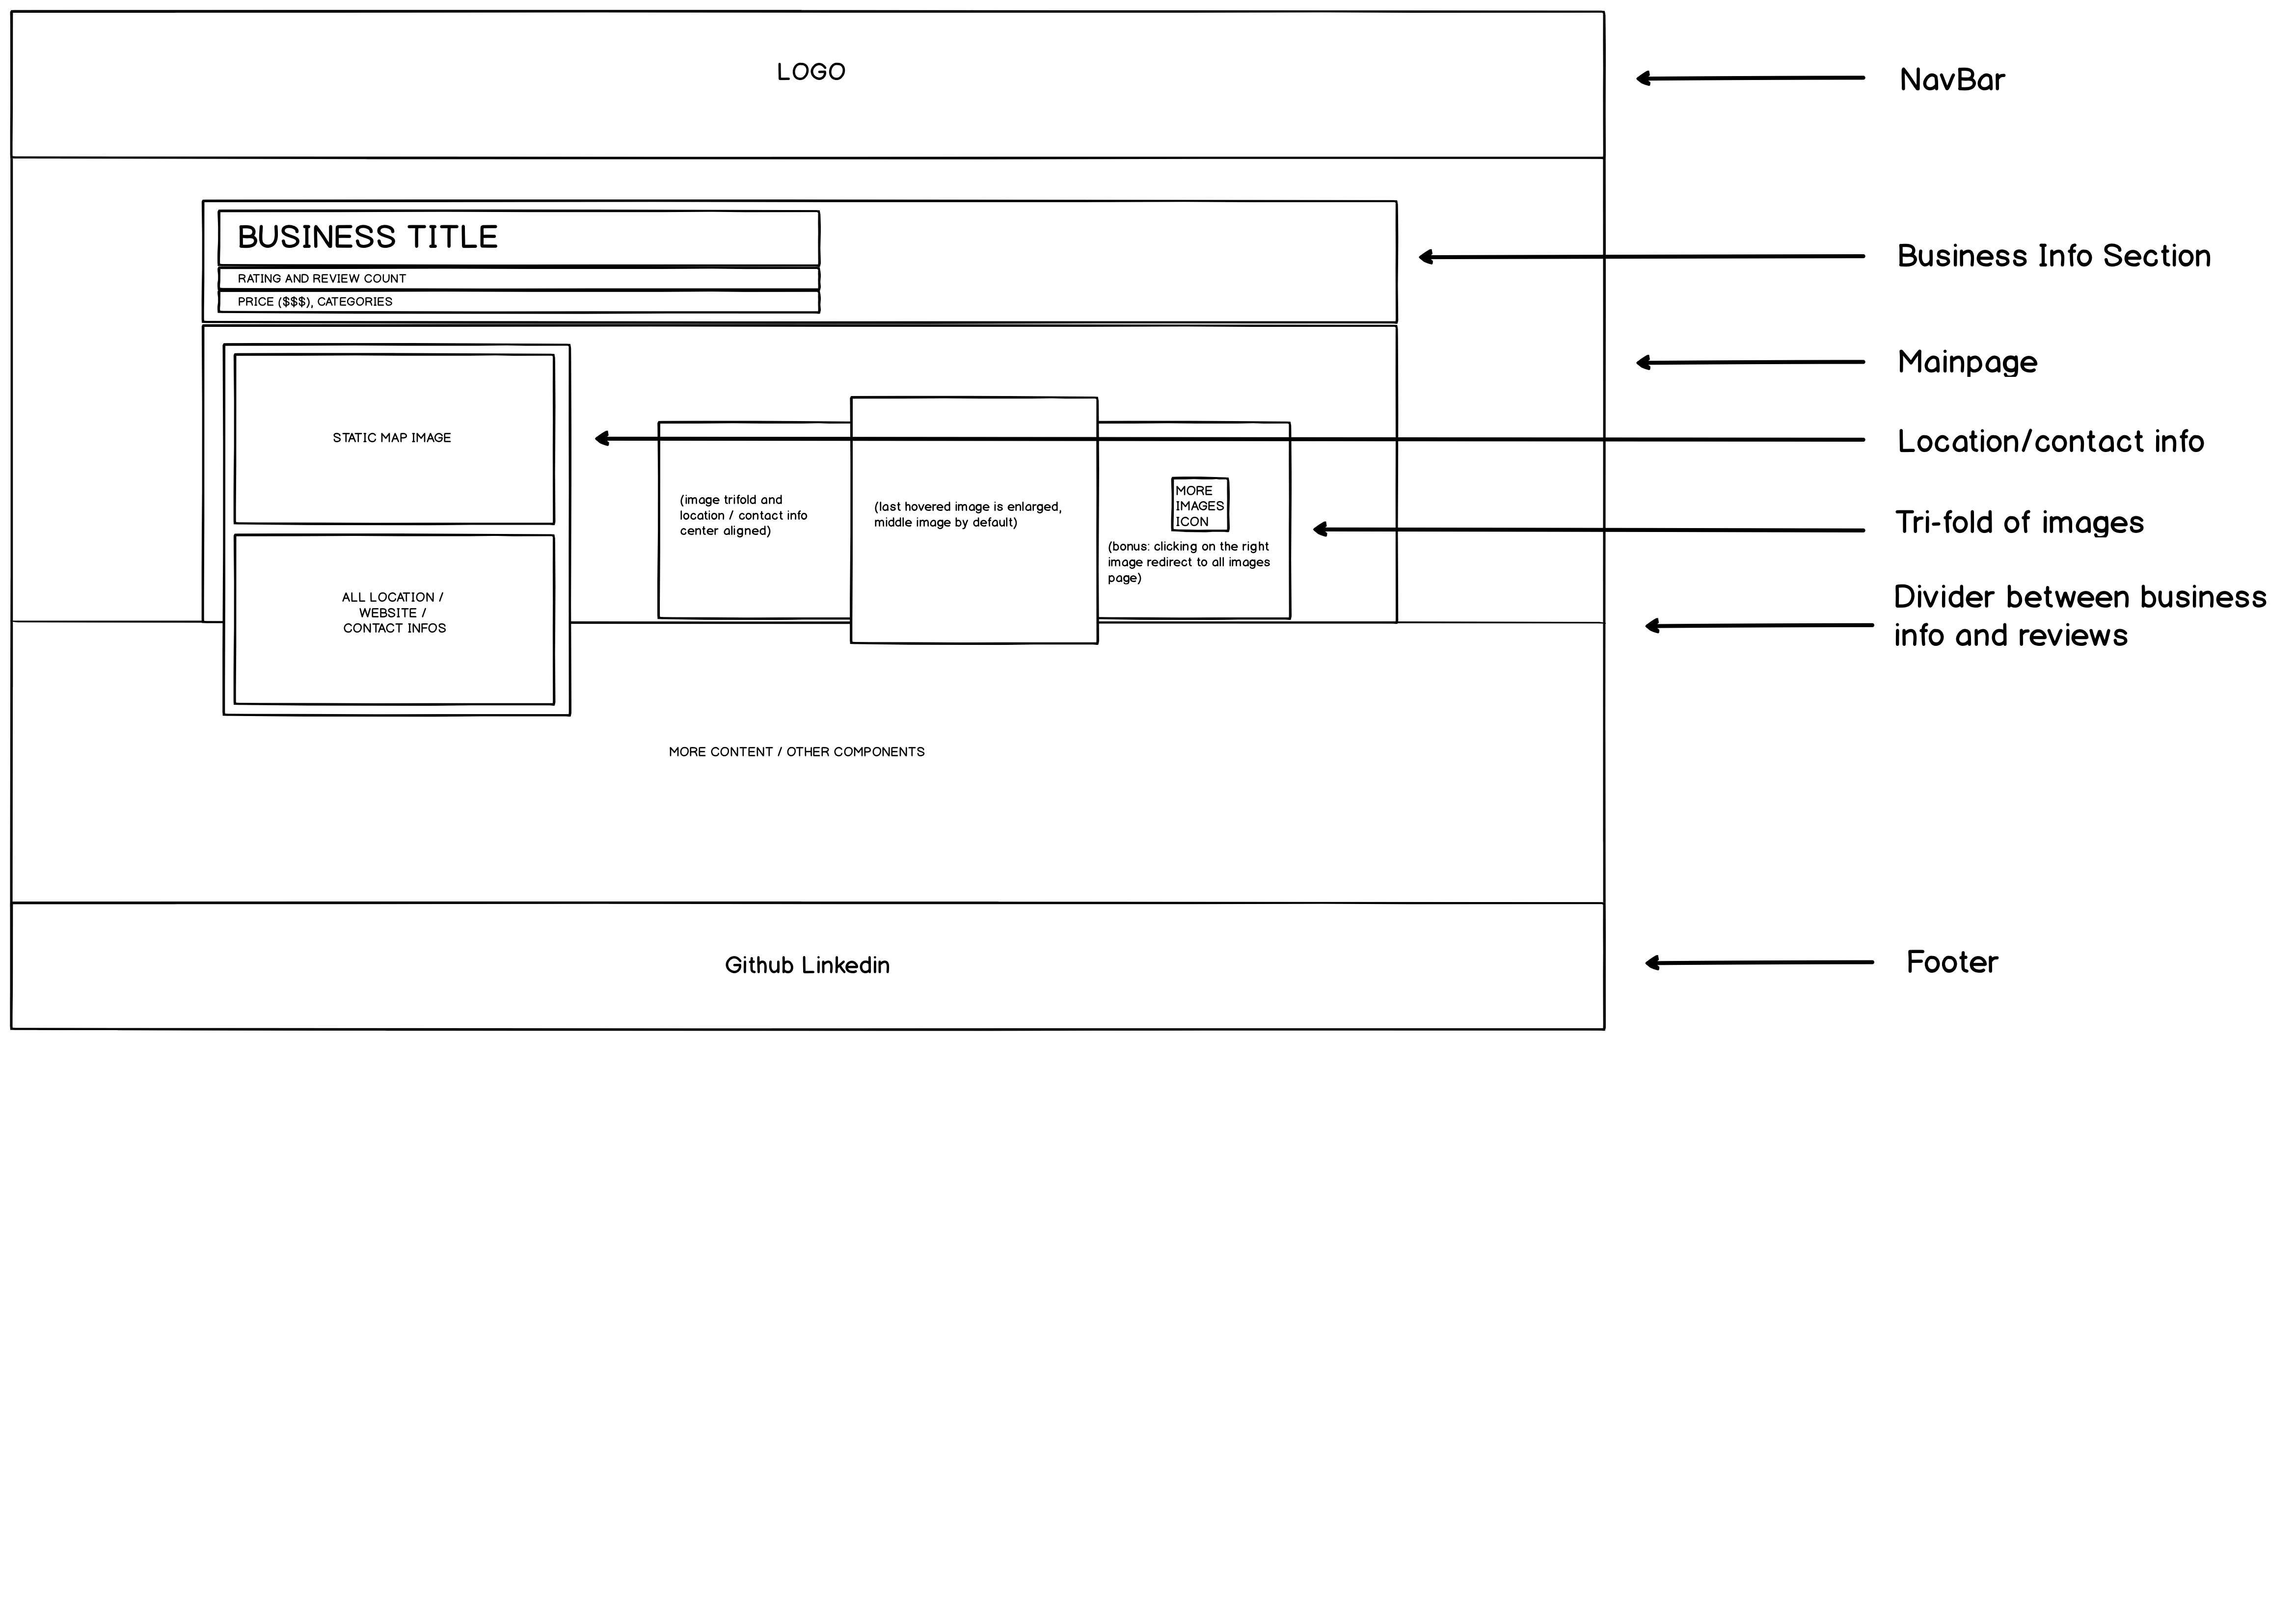 LOGO
NavBar
BUSINESS TITLE
RATING AND REVIEW COUNT
PRICE ($$$), CATEGORIES
Business Info Section
Mainpage
STATIC MAP IMAGE
Location/contact info
(image trifold and
location / contact info
center aligned)
(last hovered image is enlarged,
middle image by default)
MORE
IMAGES
ICON
(bonus: clicking on the right
image redirect to all images
page)
Tri-fold of images
ALL LOCATION /
WEBSITE /
CONTACT INFOS
Divider between business
info and reviews
MORE CONTENT / OTHER COMPONENTS
Github Linkedin
Footer